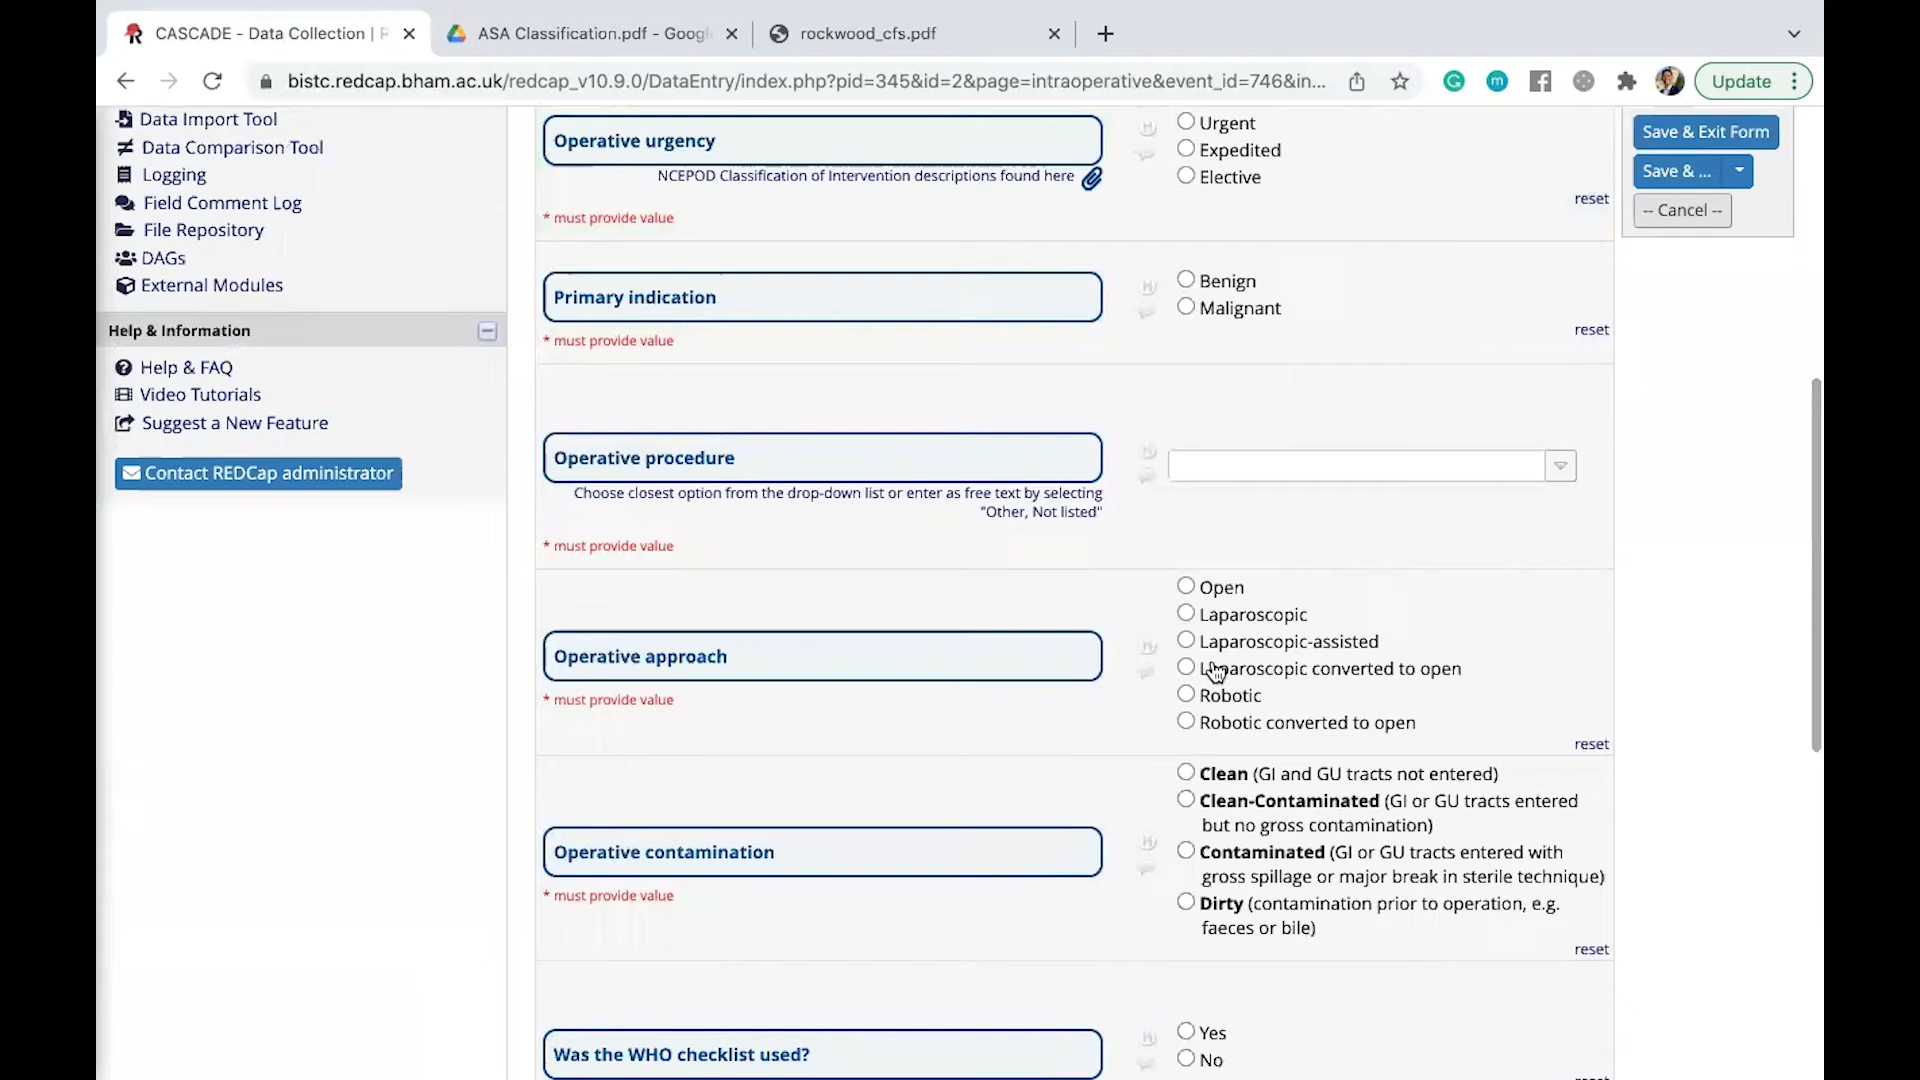 CASCADE - Data Collection | R
ASA Classification.pdf - Googl
rockwood_cfs.pdf
bistc.redcap.bham.ac.uk/redcap_v10.9.0/DataEntry/index.php?pid=345&id=2&page=intraoperative&event_id=746&in...
Update
Data Import Tool
Data Comparison Tool
Logging
Field Comment Log
File Repository
DAGs
External Modules
Help & Information
Help & FAQ
Video Tutorials
Suggest a New Feature
Contact REDCap administrator
Operative urgency
NCEPOD Classification of Intervention descriptions found here
* must provide value
Urgent
Expedited
Elective
reset
Primary indication
* must provide value
Benign
Malignant
reset
Operative procedure
Choose closest option from the drop-down list or enter as free text by selecting
"Other, Not listed"
* must provide value
Operative approach
* must provide value
Open
Laparoscopic
Laparoscopic-assisted
Laparoscopic converted to open
Robotic
Robotic converted to open
reset
Operative contamination
* must provide value
Clean (GI and GU tracts not entered)
Clean-Contaminated (GI or GU tracts entered
but no gross contamination)
Contaminated (GI or GU tracts entered with
gross spillage or major break in sterile technique)
Dirty (contamination prior to operation, e.g.
faeces or bile)
reset
Was the WHO checklist used?
Yes
No
Save & Exit Form
Save & ...
-- Cancel --